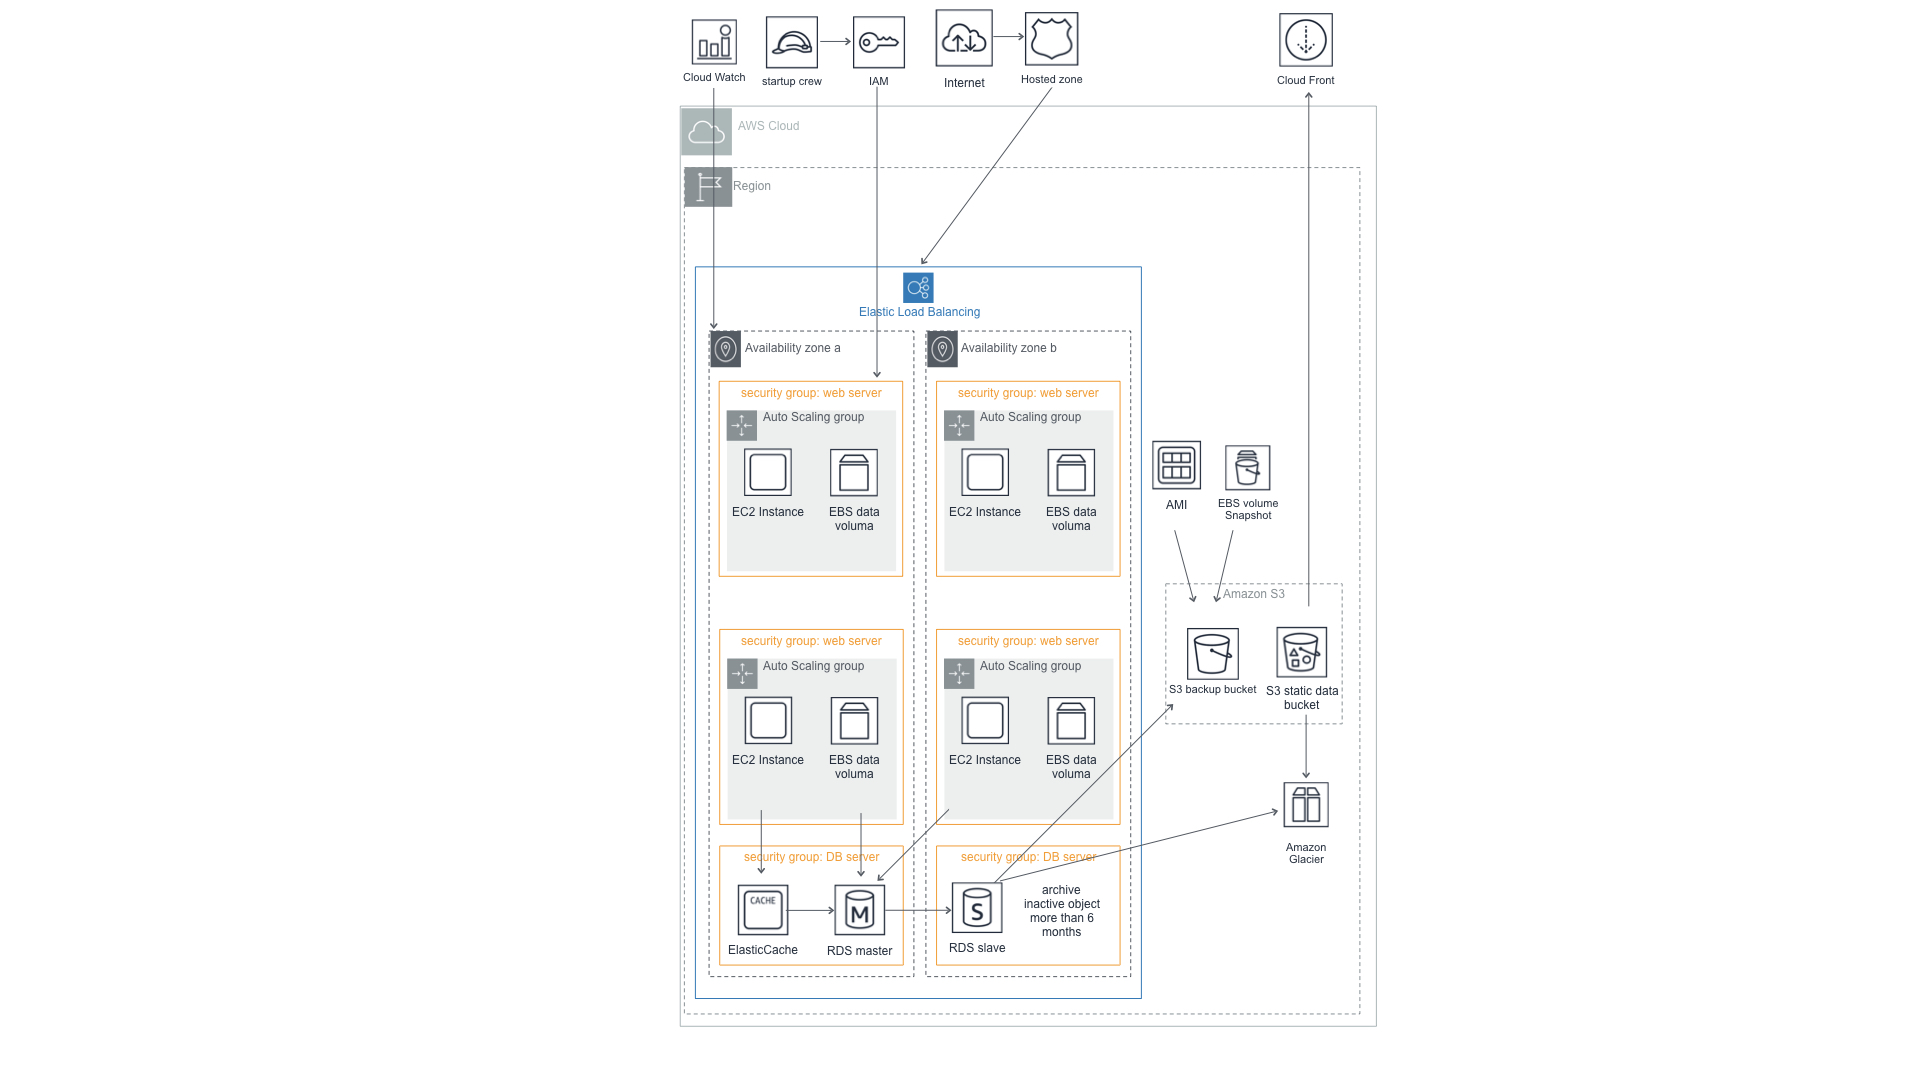 Cloud Watch
startup crew
IAM
Internet
Hosted zone
Cloud Front
AWS Cloud
Region
Elastic Load Balancing
Availability zone a
Availability zone b
security group: web server
Auto Scaling group
EC2 Instance
EBS data
voluma
security group: web server
Auto Scaling group
EC2 Instance
EBS data
voluma
AMI
EBS volume
Snapshot
Amazon S3
S3 backup bucket
S3 static data
bucket
security group: web server
Auto Scaling group
EC2 Instance
EBS data
voluma
security group: web server
Auto Scaling group
EC2 Instance
EBS data
voluma
Amazon
Glacier
security group: DB server
CACHE
ElasticCache
M
RDS master
security group: DB server
S
RDS slave
archive
inactive object
more than 6
months